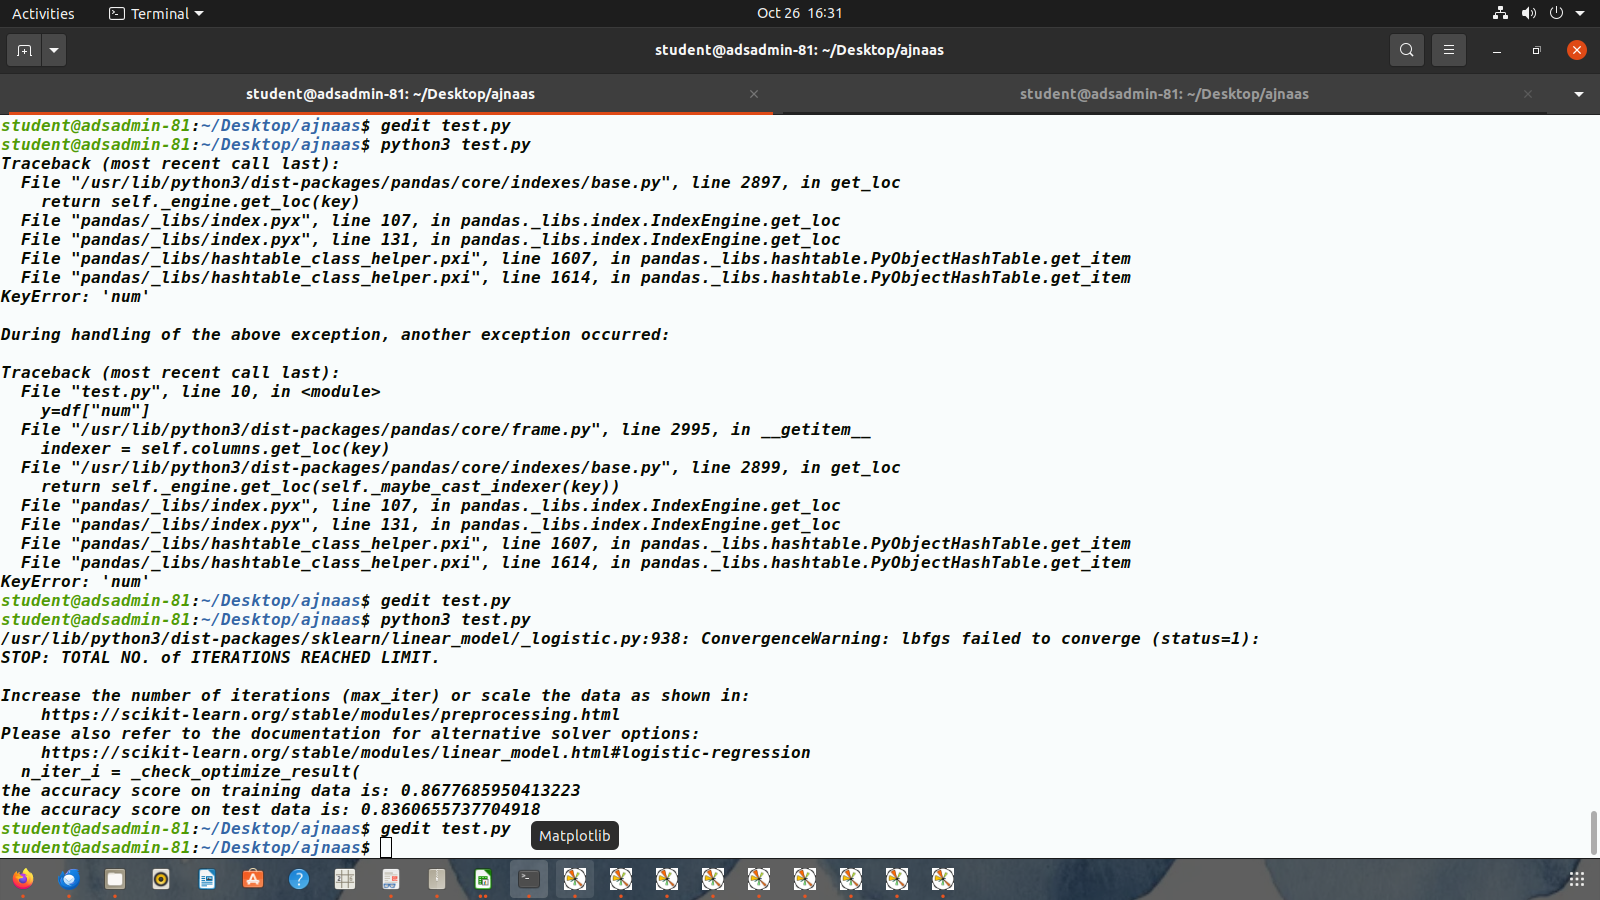 Activities
Terminal
Oct 26 16:31
student@adsadmin-81: ~/Desktop/ajnaas
student@adsadmin-81: ~/Desktop/ajnaas
student@adsadmin-81: ~/Desktop/ajnaas
student@adsadmin-81:~/Desktop/ajnaas$ gedit test.py
student@adsadmin-81:~/Desktop/ajnaas$ python3 test.py
Traceback (most recent call last):
  File "/usr/lib/python3/dist-packages/pandas/core/indexes/base.py", line 2897, in get_loc
    return self._engine.get_loc(key)
  File "pandas/_libs/index.pyx", line 107, in pandas._libs.index.IndexEngine.get_loc
  File "pandas/_libs/index.pyx", line 131, in pandas._libs.index.IndexEngine.get_loc
  File "pandas/_libs/hashtable_class_helper.pxi", line 1607, in pandas._libs.hashtable.PyObjectHashTable.get_item
  File "pandas/_libs/hashtable_class_helper.pxi", line 1614, in pandas._libs.hashtable.PyObjectHashTable.get_item
KeyError: 'num'
During handling of the above exception, another exception occurred:
Traceback (most recent call last):
  File "test.py", line 10, in <module>
    y=df["num"]
  File "/usr/lib/python3/dist-packages/pandas/core/frame.py", line 2995, in __getitem__
    indexer = self.columns.get_loc(key)
  File "/usr/lib/python3/dist-packages/pandas/core/indexes/base.py", line 2899, in get_loc
    return self._engine.get_loc(self._maybe_cast_indexer(key))
  File "pandas/_libs/index.pyx", line 107, in pandas._libs.index.IndexEngine.get_loc
  File "pandas/_libs/index.pyx", line 131, in pandas._libs.index.IndexEngine.get_loc
  File "pandas/_libs/hashtable_class_helper.pxi", line 1607, in pandas._libs.hashtable.PyObjectHashTable.get_item
  File "pandas/_libs/hashtable_class_helper.pxi", line 1614, in pandas._libs.hashtable.PyObjectHashTable.get_item
KeyError: 'num'
student@adsadmin-81:~/Desktop/ajnaas$ gedit test.py
student@adsadmin-81:~/Desktop/ajnaas$ python3 test.py
/usr/lib/python3/dist-packages/sklearn/linear_model/_logistic.py:938: ConvergenceWarning: lbfgs failed to converge (status=1):
STOP: TOTAL NO. of ITERATIONS REACHED LIMIT.
Increase the number of iterations (max_iter) or scale the data as shown in:
    https://scikit-learn.org/stable/modules/preprocessing.html
Please also refer to the documentation for alternative solver options:
    https://scikit-learn.org/stable/modules/linear_model.html#logistic-regression
  n_iter_i = _check_optimize_result(
the accuracy score on training data is: 0.8677685950413223
the accuracy score on test data is: 0.8360655737704918
student@adsadmin-81:~/Desktop/ajnaas$ gedit test.py
Matplotlib
student@adsadmin-81:~/Desktop/ajnaas$